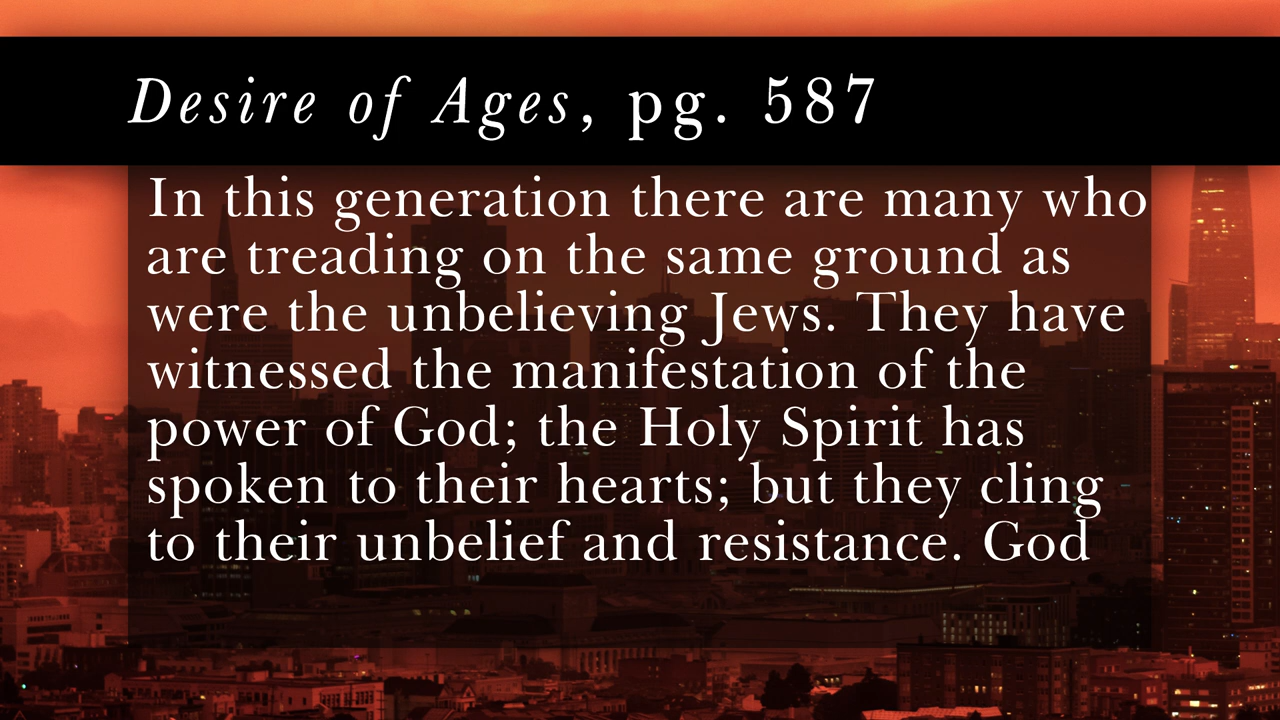 Desire of Ages, pg. 587
In this generation there are many who
are treading on the same ground as
were the unbelieving Jews. They have
witnessed the manifestation of the
power of God; the Holy Spirit has
spoken to their hearts; but they cling
to their unbelief and resistance. God